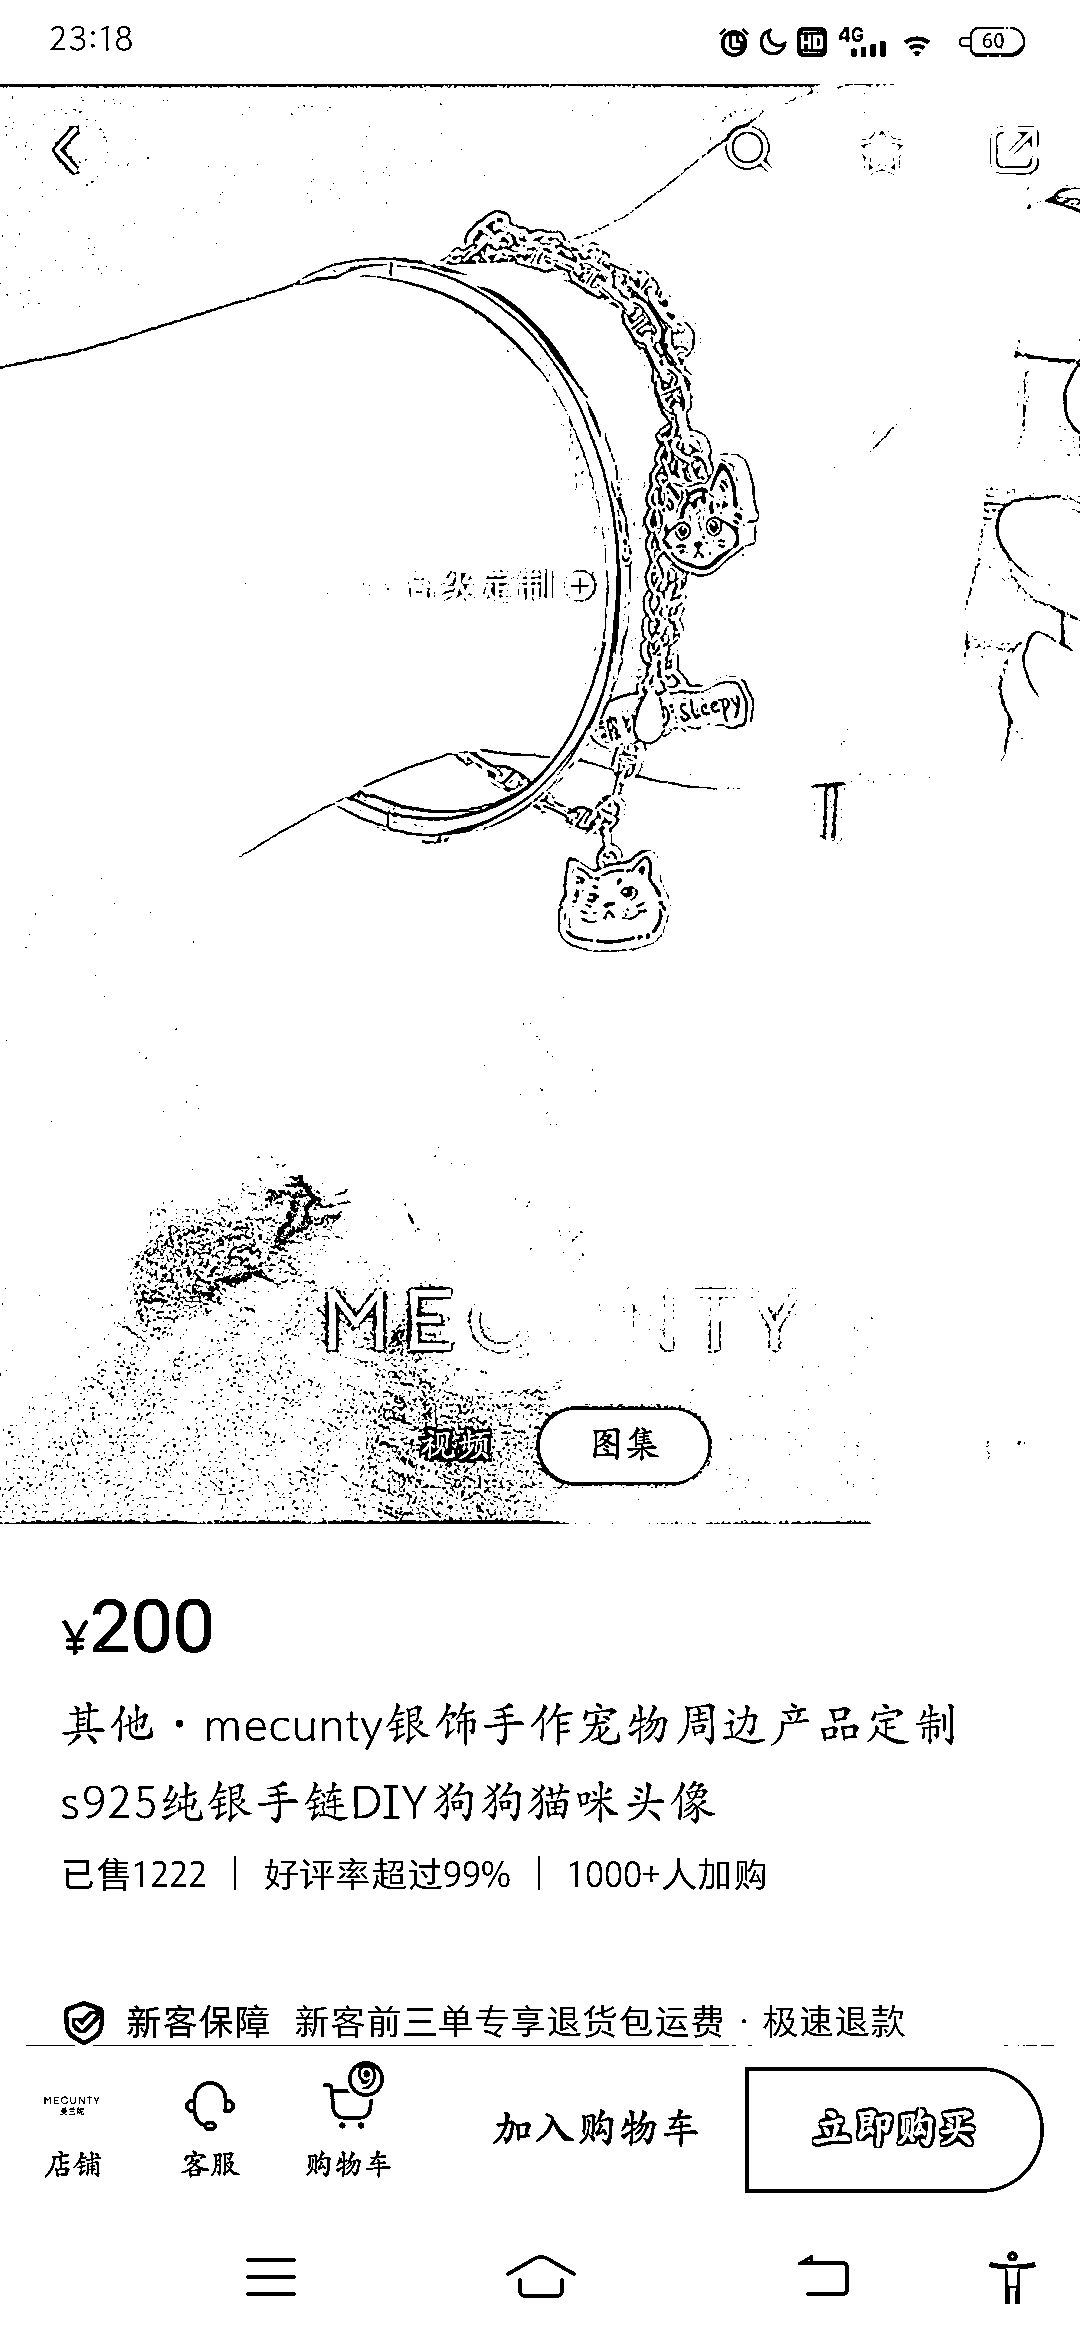 23:18
HD
4G
60
级定制
Sleepy
MECUNTY
视频
图集
¥200
其他·mecunty银饰手作宠物周边产品定制
s925纯银手链DIY狗狗猫咪头像
已售1222 | 好评率超过99% | 1000+人加购
新客保障 新客前三单专享退货包运费·极速退款
9
MECUNTY
店铺
客服
购物车
加入购物车
立即购买